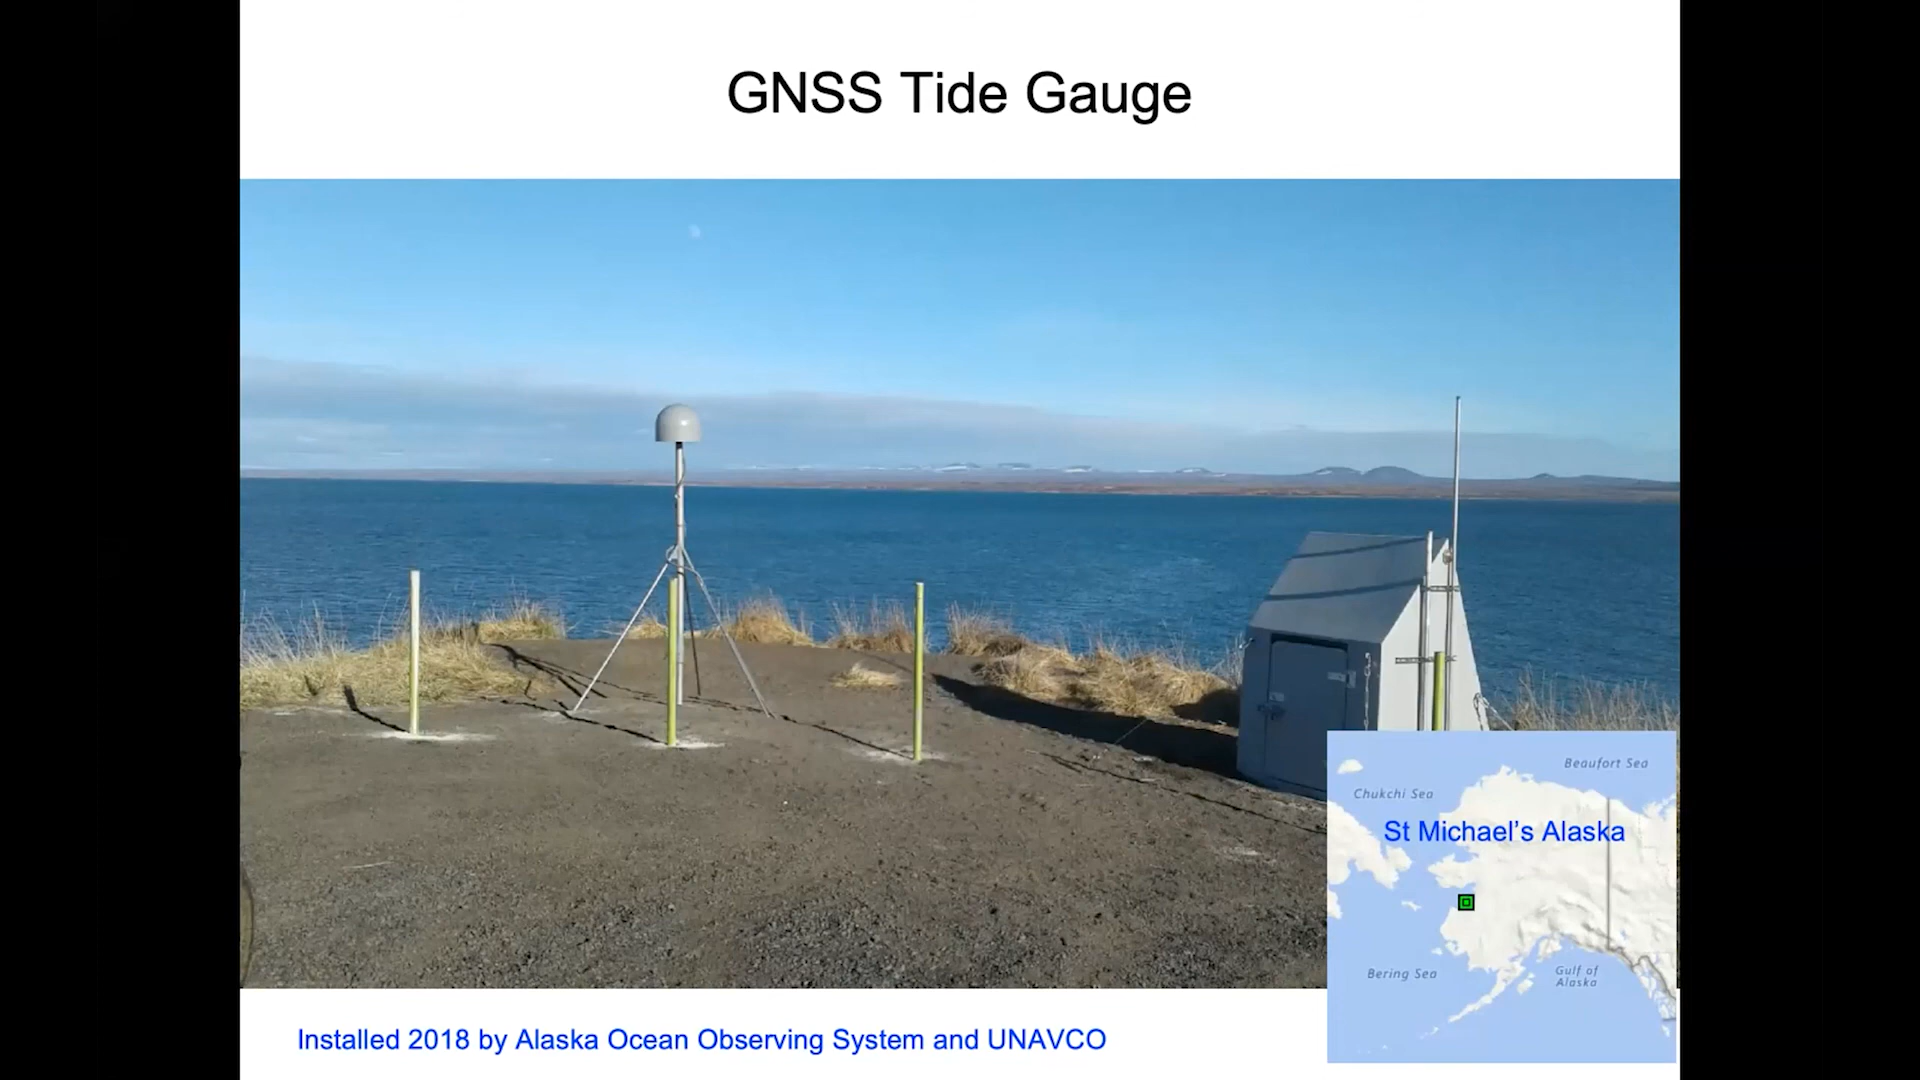 GNSS Tide Gauge
Beaufort Sea
Chukchi Sea
St Michael's Alaska
Bering Sea
Gulf of
Alaska
Installed 2018 by Alaska Ocean Observing System and UNAVCO